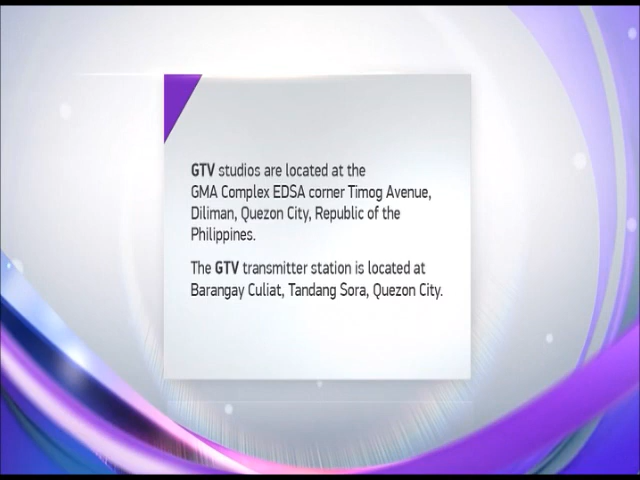 GTV studios are located at the
GMA Complex EDSA corner Timog Avenue,
Diliman, Quezon City, Republic of the
Philippines.
The GTV transmitter station is located at
Barangay Culiat, Tandang Sora, Quezon City.